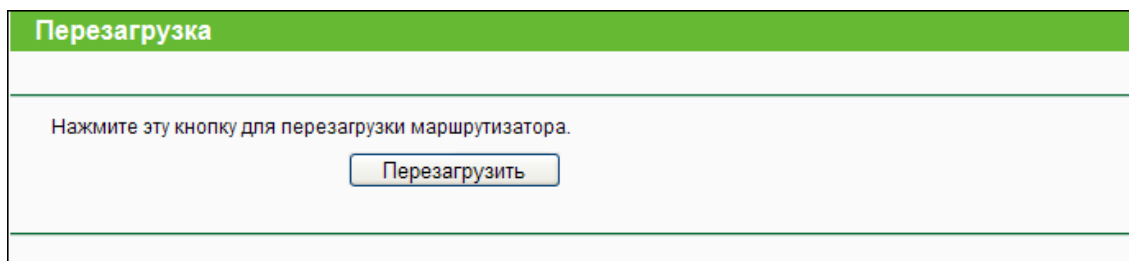 Перезагрузка
Нажмите эту кнопку для перезагрузки маршрутизатора.
Перезагрузить